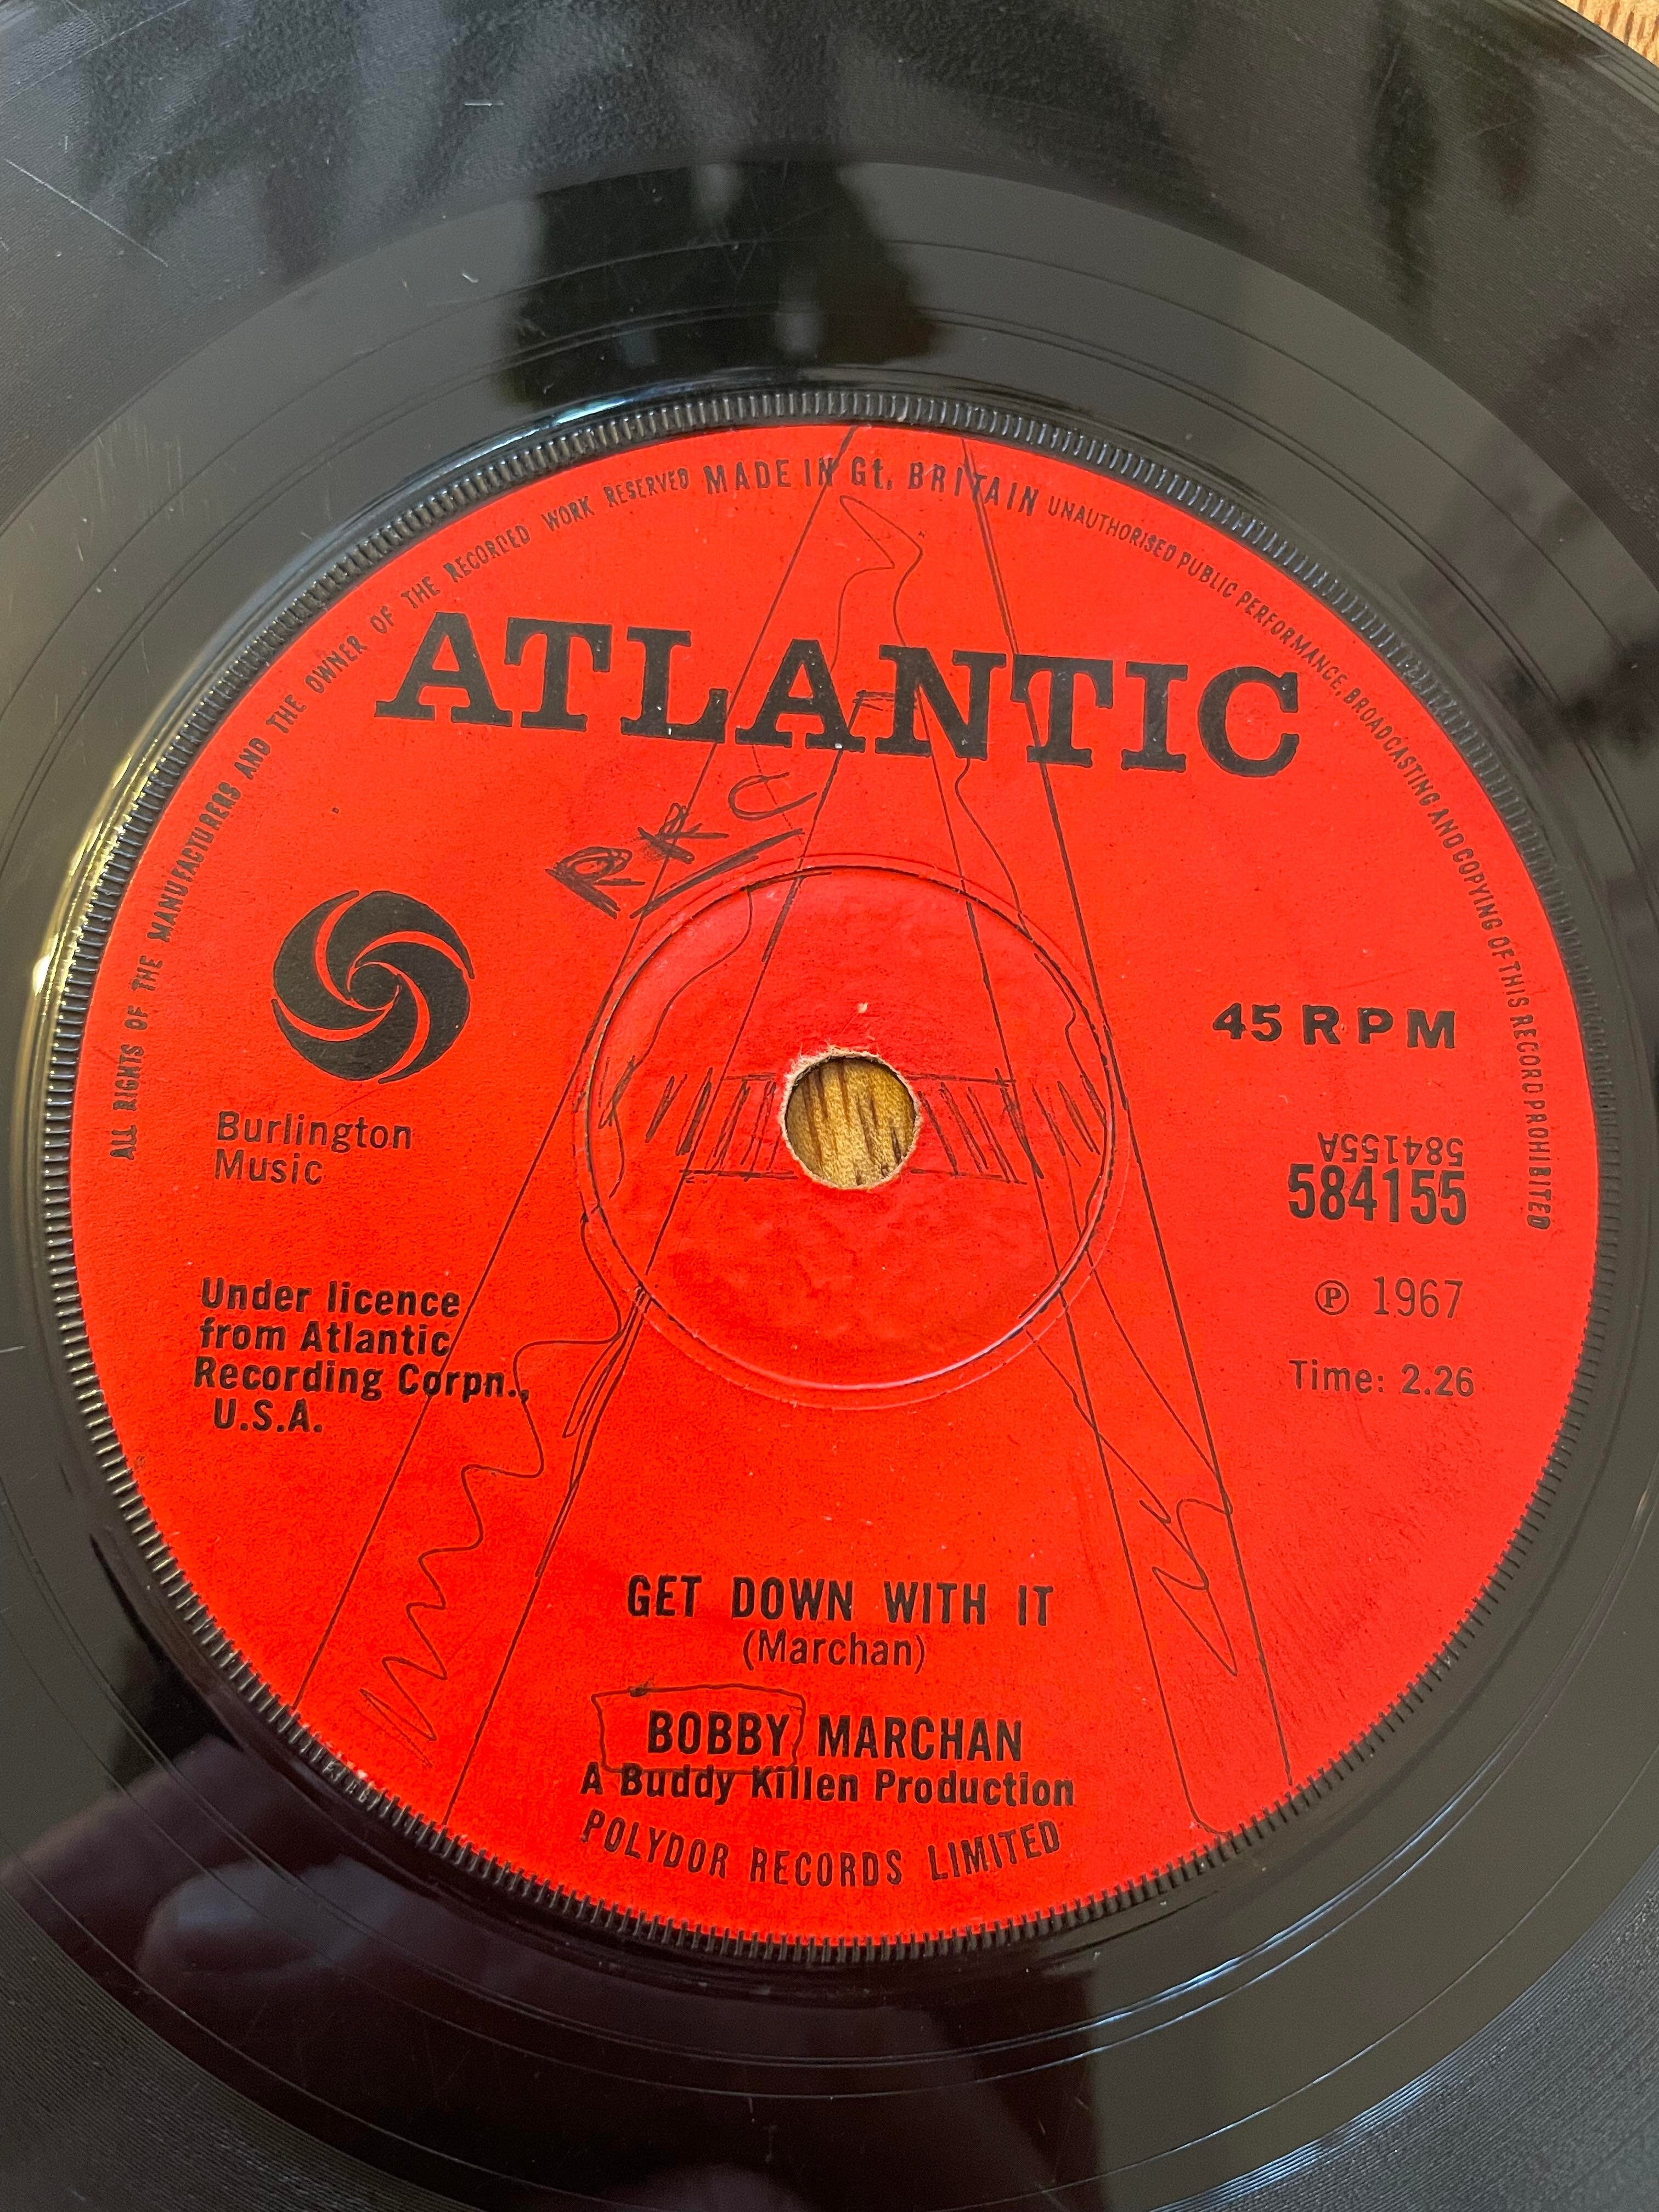 ALL RIGHTS OF THE MANUFACTURERS AND THE OWNER OF THE RECORDED WORK RESERVED MADE IN Gt. BRITAIN UNAUTHORISED PUBLIC PERFORMANCE, BROADCASTING AND COPYING OF THIS RECORD PROHIBITED
ATLANTIC
45 RPM
Burlington
Music
584155A
584155
Under licence
from Atlantic
Recording Corpn.,
U.S.A.
℗ 1967
Time: 2.26
GET DOWN WITH IT
(Marchan)
BOBBY MARCHAN
A Buddy Killen Production
POLYDOR RECORDS LIMITED